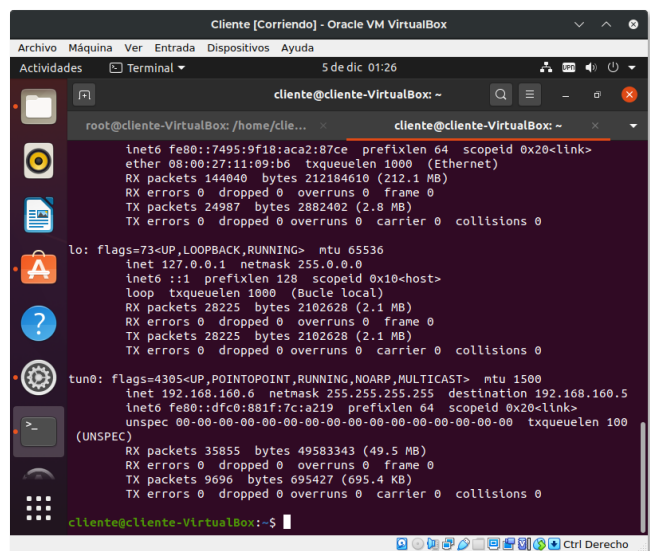 Cliente [Corriendo] - Oracle VM VirtualBox
Archivo Máquina Ver Entrada Dispositivos Ayuda
Actividades Terminal 5 de dic 01:26
cliente@cliente-VirtualBox: ~
root@cliente-VirtualBox: /home/clie... cliente@cliente-VirtualBox: ~
inet6 fe80::7495:9f18:aca2:87ce prefixlen 64 scopeid 0x20<link>
ether 08:00:27:11:09:b6 txqueuelen 1000 (Ethernet)
RX packets 144040 bytes 212184610 (212.1 MB)
RX errors 0 dropped 0 overruns 0 frame 0
TX packets 24987 bytes 2882402 (2.8 MB)
TX errors 0 dropped 0 overruns 0 carrier 0 collisions 0
lo: flags=73<UP,LOOPBACK,RUNNING> mtu 65536
inet 127.0.0.1 netmask 255.0.0.0
inet6 ::1 prefixlen 128 scopeid 0x10<host>
loop txqueuelen 1000 (Bucle local)
RX packets 28225 bytes 2102628 (2.1 MB)
RX errors 0 dropped 0 overruns 0 frame 0
TX packets 28225 bytes 2102628 (2.1 MB)
TX errors 0 dropped 0 overruns 0 carrier 0 collisions 0
tun0: flags=4305<UP,POINTOPOINT,RUNNING,NOARP,MULTICAST> mtu 1500
inet 192.168.160.6 netmask 255.255.255.255 destination 192.168.160.5
inet6 fe80::dfc0:881f:7c:a219 prefixlen 64 scopeid 0x20<link>
unspec 00-00-00-00-00-00-00-00-00-00-00-00-00-00-00-00 txqueuelen 100
(UNSPEC)
RX packets 35855 bytes 49583343 (49.5 MB)
RX errors 0 dropped 0 overruns 0 frame 0
TX packets 9696 bytes 695427 (695.4 KB)
TX errors 0 dropped 0 overruns 0 carrier 0 collisions 0
cliente@cliente-VirtualBox:~$
Ctrl Derecho